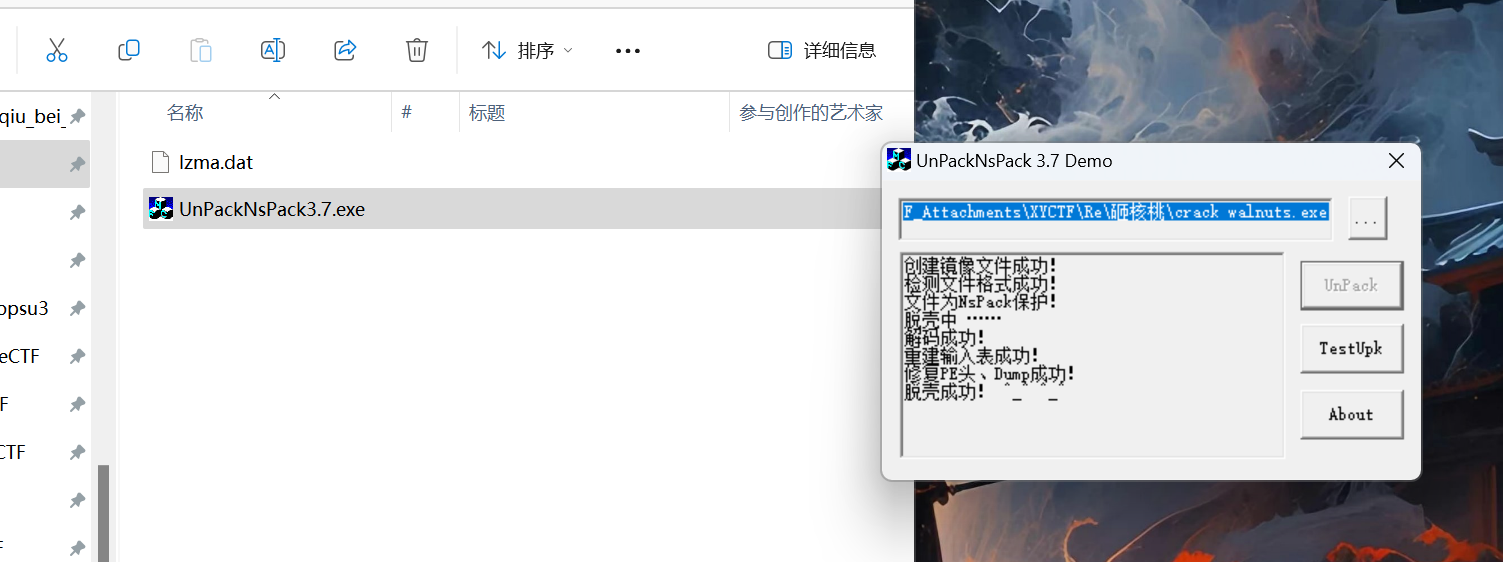 排序
详细信息
名称
#
标题
参与创作的艺术家
qiu_bei_
opsu3
eCTF
F
CTF
F
lzma.dat
UnPackNsPack3.7.exe
UnPackNsPack 3.7 Demo
F_Attachments\XYCTF\Re\砸核桃\crack walnuts.exe
...
创建镜像文件成功!
检测文件格式成功!
文件为NsPack保护!
脱壳中 ……
解码成功!
重建输入表成功!
修复PE头、Dump成功!
脱壳成功! ^_^ ^_^
UnPack
TestUpk
About